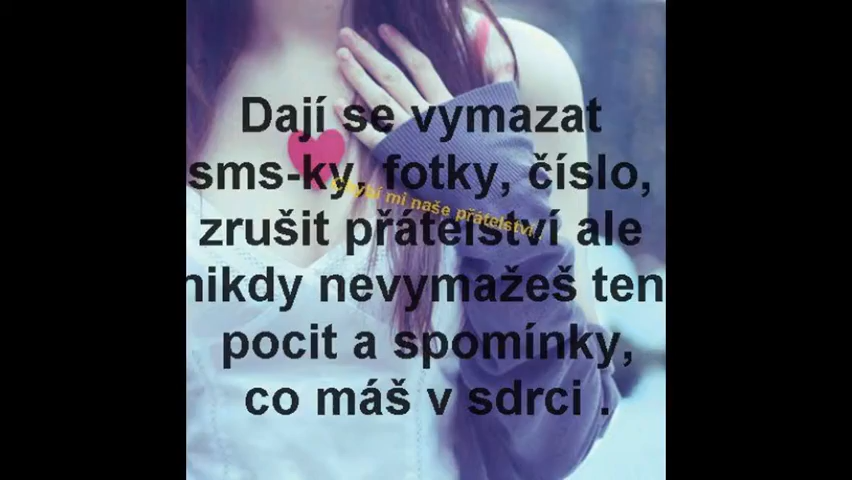 Dají se vymazat
sms-ky, fotky, číslo,
Chybí mi naše přátelství .
zrušit přátelství ale
nikdy nevymažeš ten
pocit a spomínky,
co máš v sdrci .